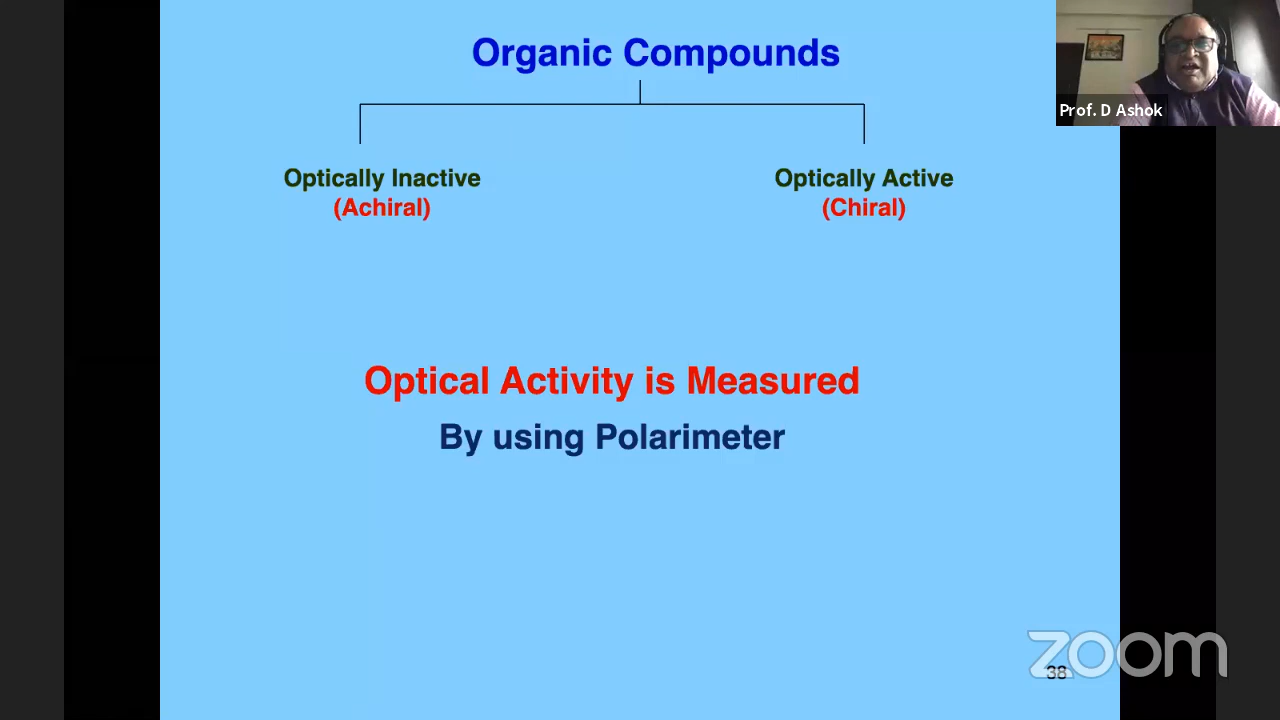 Organic Compounds
Prof. D Ashok
Optically Inactive
(Achiral)
Optically Active
(Chiral)
Optical Activity is Measured
By using Polarimeter
zoom
38